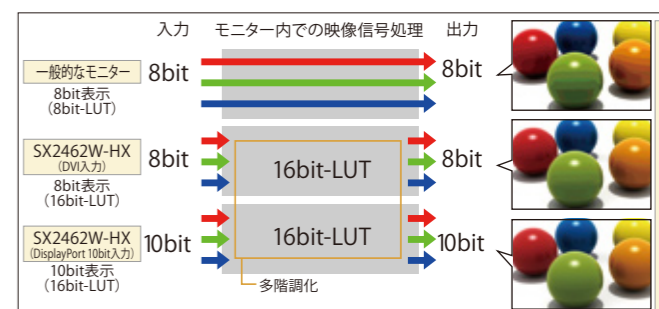 入力 モニター内での映像信号処理 出力
一般的なモニター 8bit 8bit
8bit表示
(8bit-LUT)
SX2462W-HX
(DVI入力) 8bit 16bit-LUT 8bit
8bit表示
(16bit-LUT)
SX2462W-HX
(DisplayPort 10bit入力) 10bit 16bit-LUT 10bit
10bit表示
(16bit-LUT)
多階調化